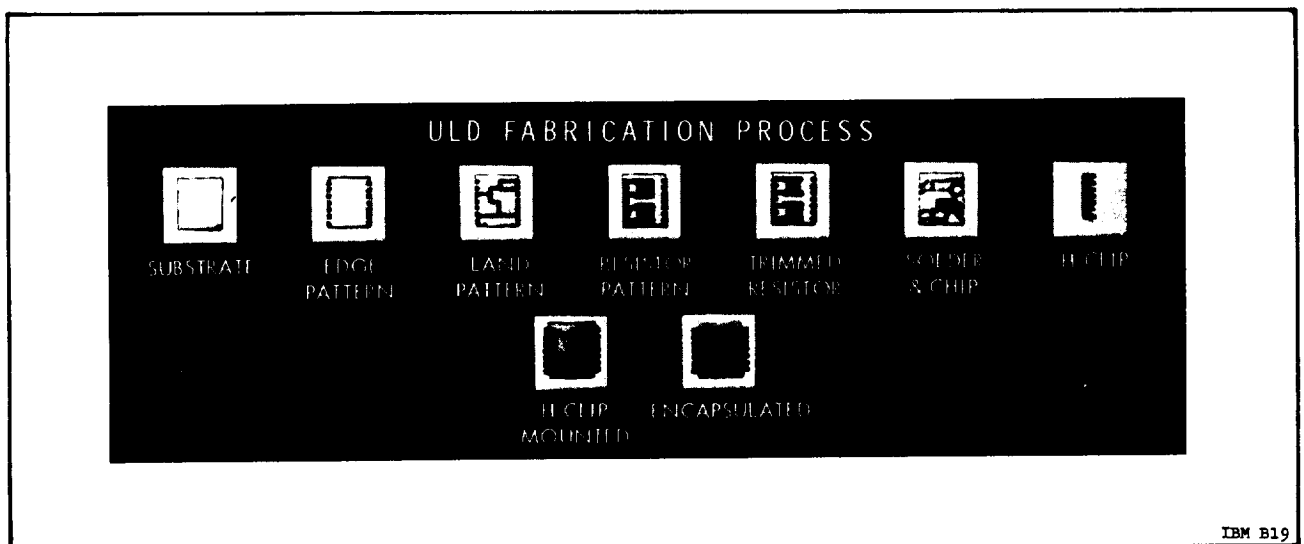 ULD FABRICATION PROCESS
SUBSTRATE
EDGE
PATTERN
LAND
PATTERN
RESISTOR
PATTERN
TRIMMED
RESISTOR
SOLDER
& CHIP
H-CLIP
H-CLIP
MOUNTED
ENCAPSULATED
IBM B19